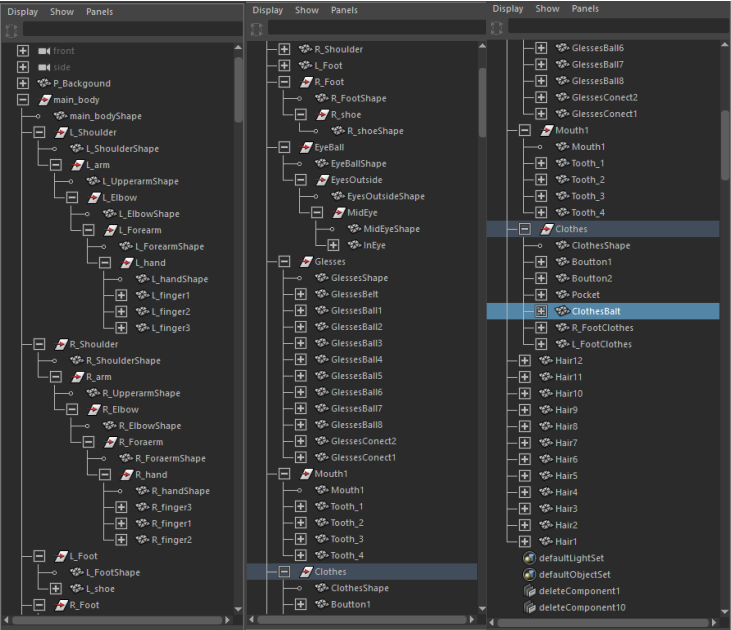 Display Show Panels
front
side
P_Backgound
main_body
main_bodyShape
L_Shoulder
L_ShoulderShape
L_arm
L_UpperarmShape
L_Elbow
L_ElbowShape
L_Forearm
L_ForearmShape
L_hand
L_handShape
L_finger1
L_finger2
L_finger3
R_Shoulder
R_ShoulderShape
R_arm
R_UpperarmShape
R_Elbow
R_ElbowShape
R_Foraerm
R_ForaermShape
R_hand
R_handShape
R_finger3
R_finger1
R_finger2
L_Foot
L_FootShape
L_shoe
R_Foot
Display Show Panels
R_Shoulder
L_Foot
R_Foot
R_FootShape
R_shoe
R_shoeShape
EyeBall
EyeBallShape
EyesOutside
EyesOutsideShape
MidEye
MidEyeShape
InEye
Glesses
GlessesShape
GlessesBelt
GlessesBall1
GlessesBall2
GlessesBall3
GlessesBall4
GlessesBall5
GlessesBall6
GlessesBall7
GlessesBall8
GlessesConect2
GlessesConect1
Mouth1
Mouth1
Tooth_1
Tooth_2
Tooth_3
Tooth_4
Clothes
ClothesShape
Boutton1
Display Show Panels
GlessesBall6
GlessesBall7
GlessesBall8
GlessesConect2
GlessesConect1
Mouth1
Mouth1
Tooth_1
Tooth_2
Tooth_3
Tooth_4
Clothes
ClothesShape
Boutton1
Boutton2
Pocket
ClothesBalt
R_FootClothes
L_FootClothes
Hair12
Hair11
Hair10
Hair9
Hair8
Hair7
Hair6
Hair5
Hair4
Hair3
Hair2
Hair1
defaultLightSet
defaultObjectSet
deleteComponent1
deleteComponent10